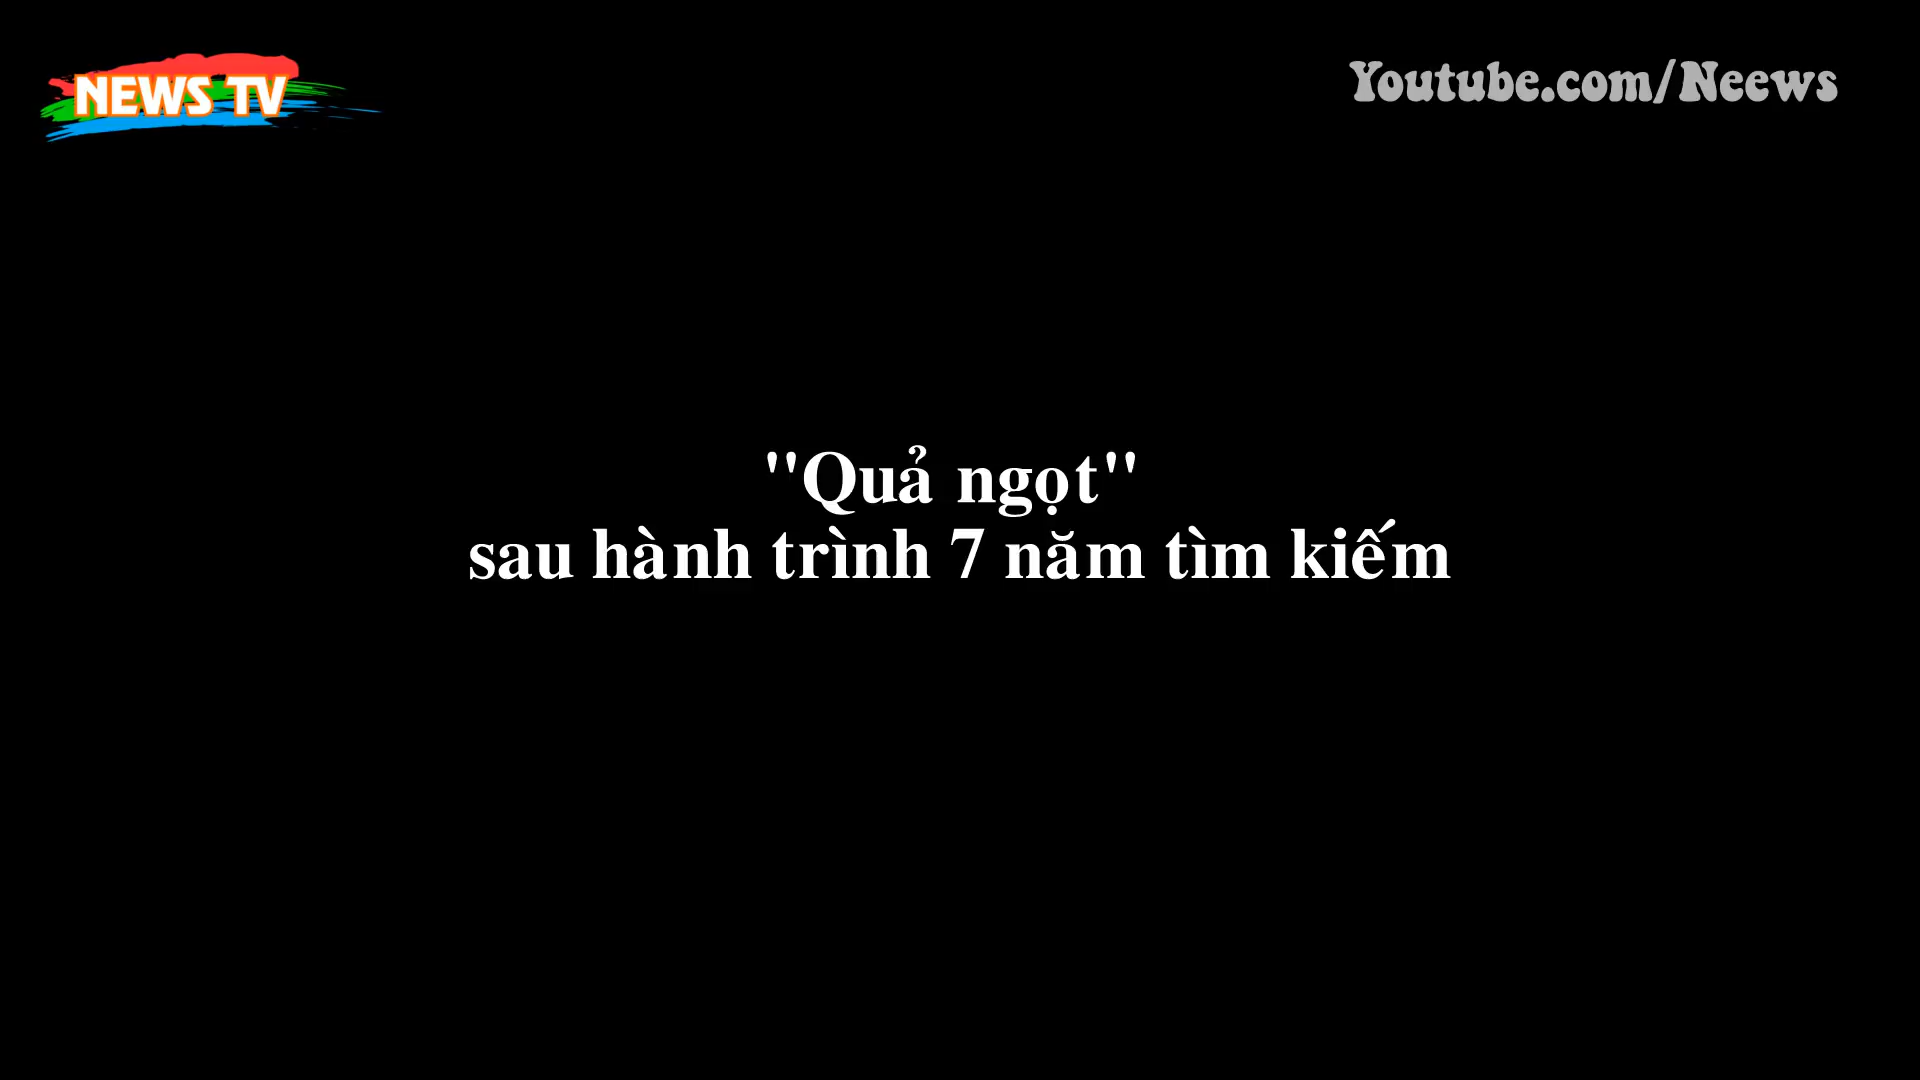 NEWS TV
Youtube.com/Neews
"Quả ngọt"
sau hành trình 7 năm tìm kiếm